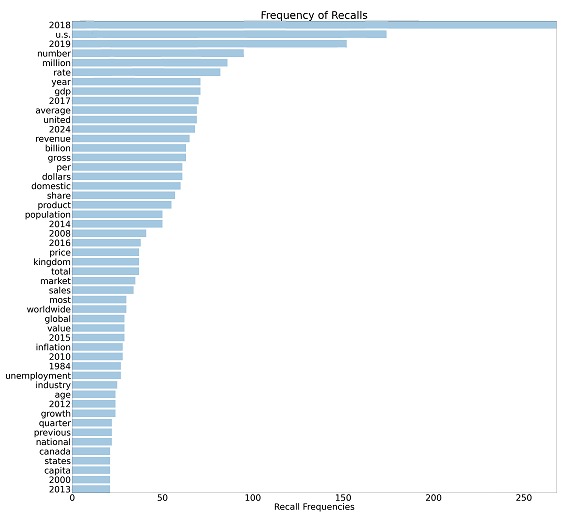 Frequency of Recalls
2018
u.s.
2019
number
million
rate
year
gdp
2017
average
united
2024
revenue
billion
gross
per
dollars
domestic
share
product
population
2014
2008
2016
price
kingdom
total
market
sales
most
worldwide
global
value
2015
inflation
2010
1984
unemployment
industry
age
2012
growth
quarter
previous
national
canada
states
capita
2000
2013
0 50 100 150 200 250
Recall Frequencies